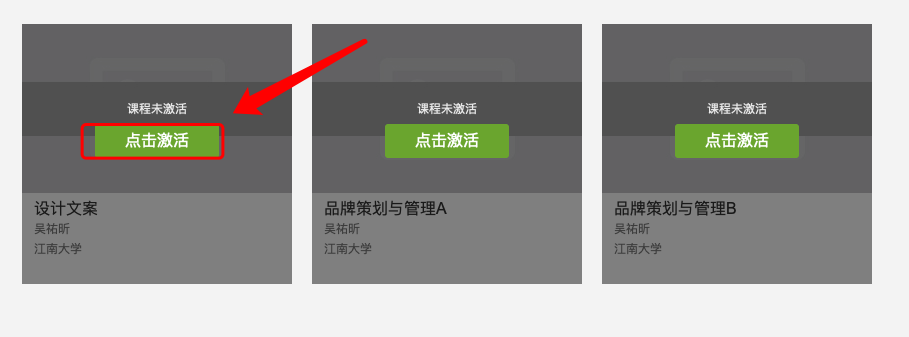 课程未激活
点击激活
设计文案
吴祐昕
江南大学
课程未激活
点击激活
品牌策划与管理A
吴祐昕
江南大学
课程未激活
点击激活
品牌策划与管理B
吴祐昕
江南大学